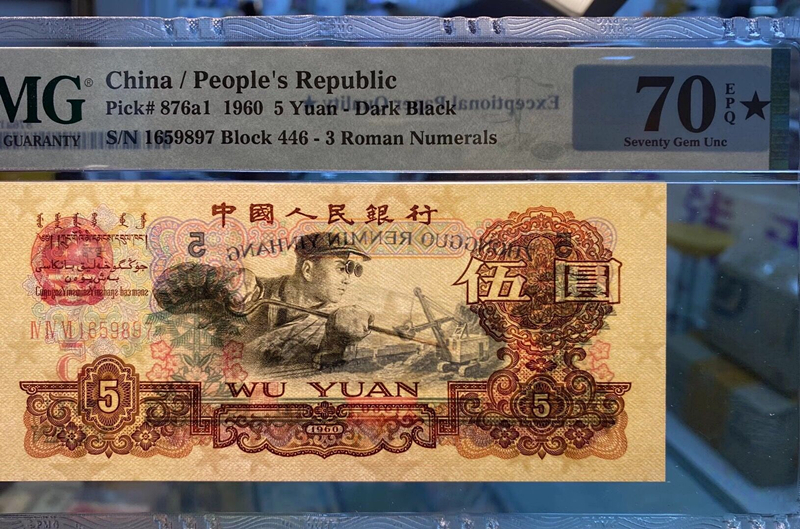 MG®
GUARANTY
China / People's Republic
Pick# 876a1 1960 5 Yuan - Dark Black
S/N 1659897 Block 446 - 3 Roman Numerals
Exceptional Paper Quality
70 EPQ ★
Seventy Gem Unc
中國人民銀行
5 ZHONGGUO RENMIN YINHANG 5
伍圓
IV IV VI 1659897
WU YUAN
5 5
1960